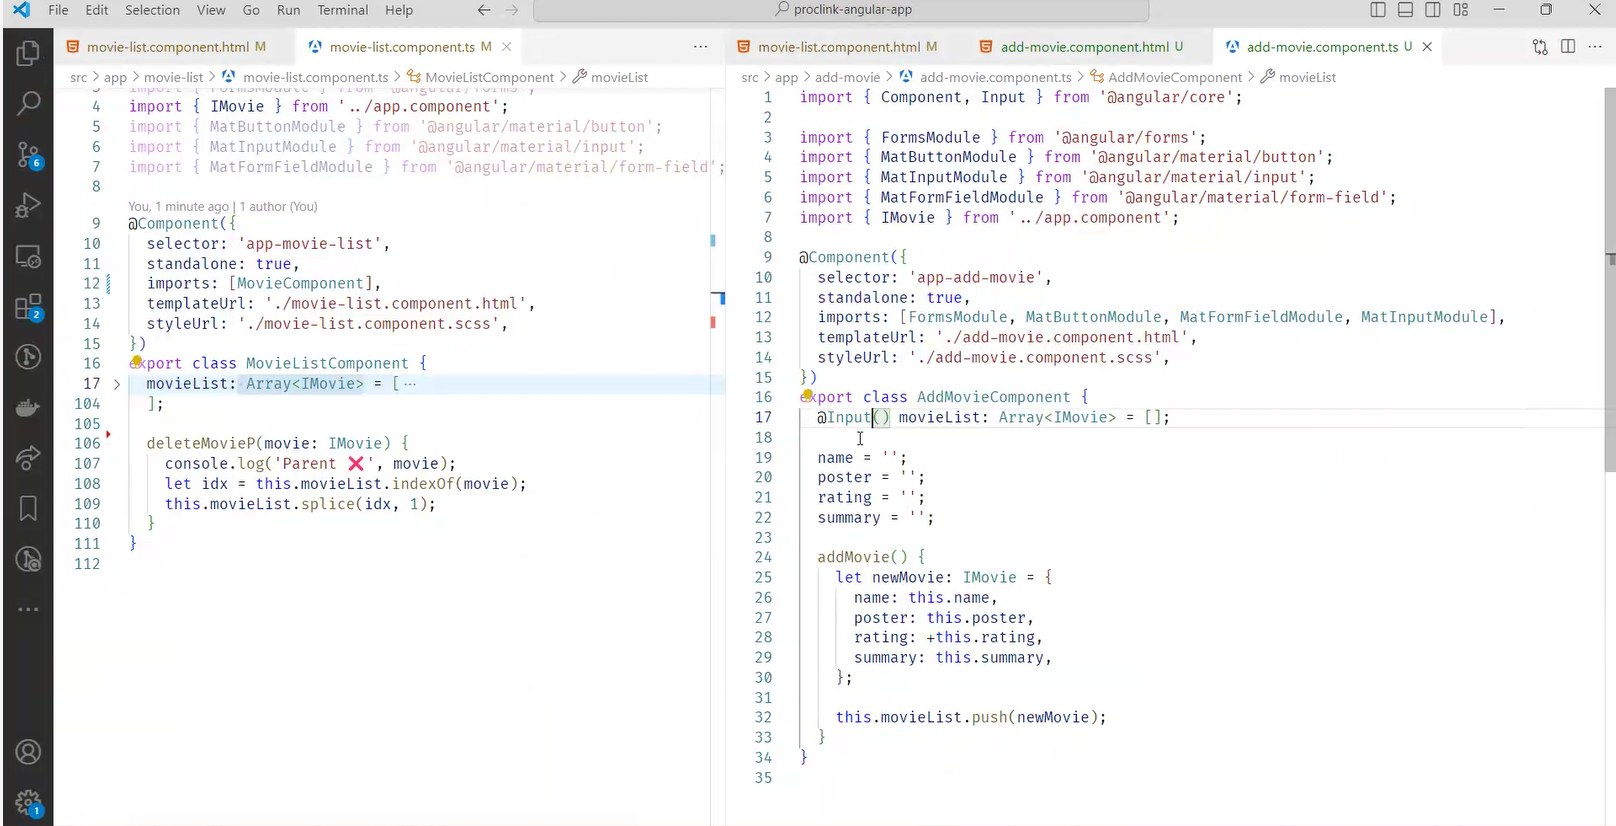 File Edit Selection View Go Run Terminal Help
proclink-angular-app
movie-list.component.html M
movie-list.component.ts M
src > app > movie-list > movie-list.component.ts > MovieListComponent > movieList
3 import { FormsModule } from '@angular/forms';
4 import { IMovie } from '../app.component';
5 import { MatButtonModule } from '@angular/material/button';
6 import { MatInputModule } from '@angular/material/input';
7 import { MatFormFieldModule } from '@angular/material/form-field';
8
You, 1 minute ago | 1 author (You)
9 @Component({
10 selector: 'app-movie-list',
11 standalone: true,
12 imports: [MovieComponent],
13 templateUrl: './movie-list.component.html',
14 styleUrl: './movie-list.component.scss',
15 })
16 export class MovieListComponent {
17 movieList: Array<IMovie> = [ ···
104 ];
105
106 deleteMovieP(movie: IMovie) {
107 console.log('Parent ❌', movie);
108 let idx = this.movieList.indexOf(movie);
109 this.movieList.splice(idx, 1);
110 }
111 }
112
movie-list.component.html M
add-movie.component.html U
add-movie.component.ts U
src > app > add-movie > add-movie.component.ts > AddMovieComponent > movieList
1 import { Component, Input } from '@angular/core';
2
3 import { FormsModule } from '@angular/forms';
4 import { MatButtonModule } from '@angular/material/button';
5 import { MatInputModule } from '@angular/material/input';
6 import { MatFormFieldModule } from '@angular/material/form-field';
7 import { IMovie } from '../app.component';
8
9 @Component({
10 selector: 'app-add-movie',
11 standalone: true,
12 imports: [FormsModule, MatButtonModule, MatFormFieldModule, MatInputModule],
13 templateUrl: './add-movie.component.html',
14 styleUrl: './add-movie.component.scss',
15 })
16 export class AddMovieComponent {
17 @Input() movieList: Array<IMovie> = [];
18
19 name = '';
20 poster = '';
21 rating = '';
22 summary = '';
23
24 addMovie() {
25 let newMovie: IMovie = {
26 name: this.name,
27 poster: this.poster,
28 rating: +this.rating,
29 summary: this.summary,
30 };
31
32 this.movieList.push(newMovie);
33 }
34 }
35
6
2
1